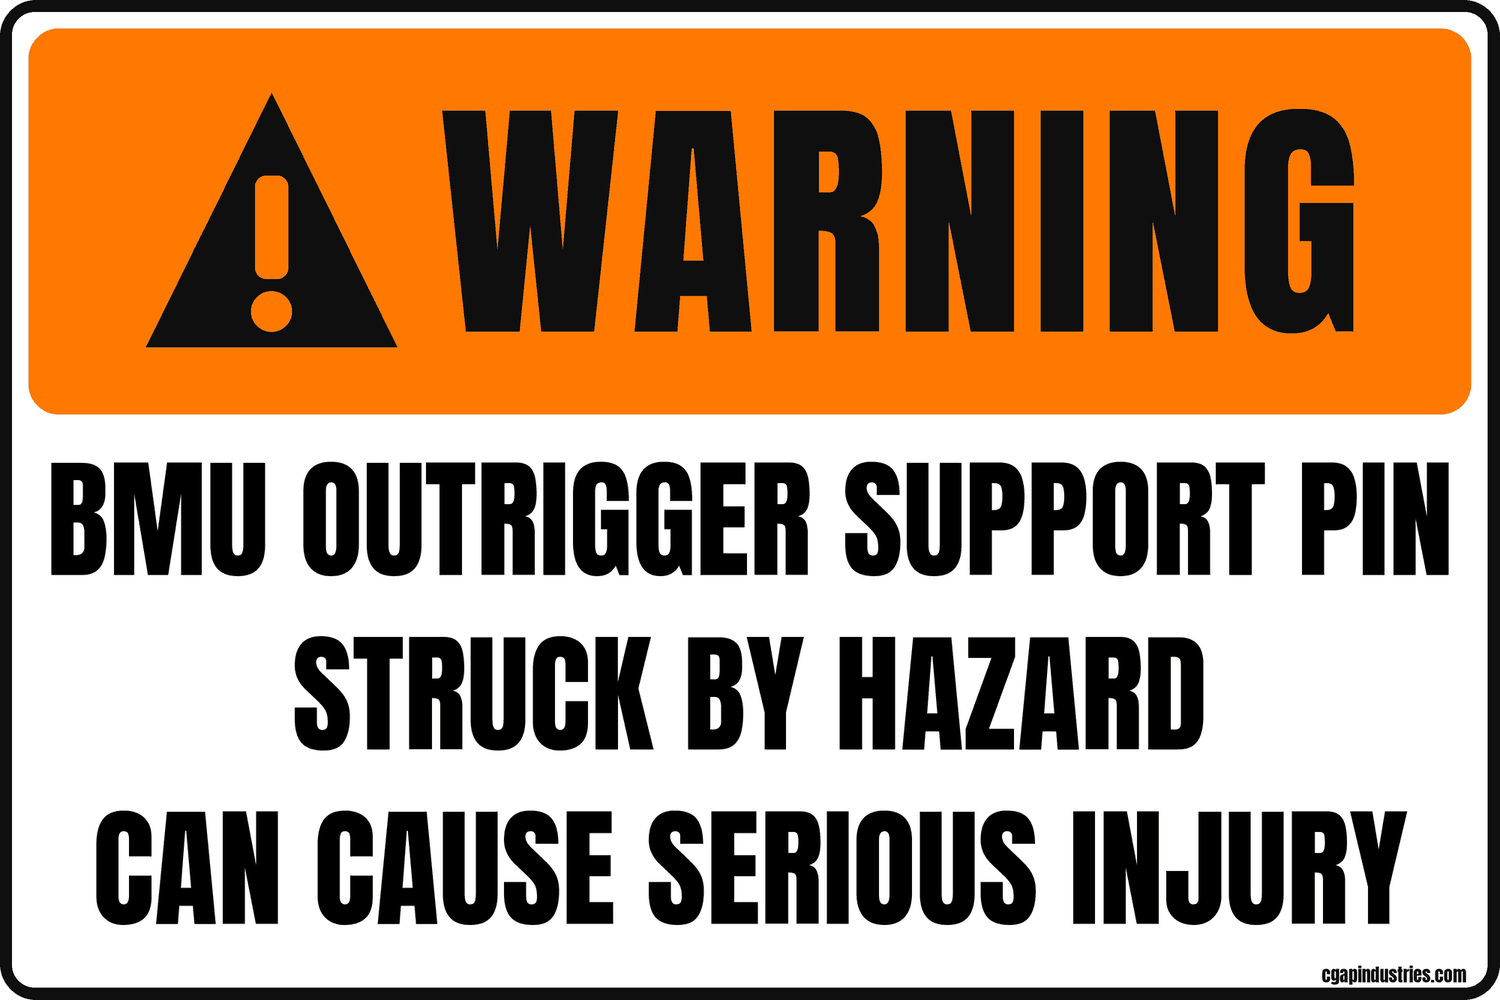 WARNING
BMU OUTRIGGER SUPPORT PIN
STRUCK BY HAZARD
CAN CAUSE SERIOUS INJURY
cgapindustries.com